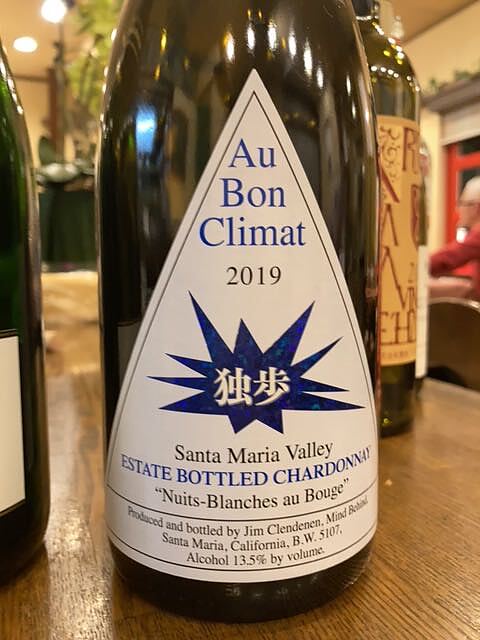 Au
Bon
Climat
2019
独歩
Santa Maria Valley
ESTATE BOTTLED CHARDONNAY
“Nuits-Blanches au Bouge”
Produced and bottled by Jim Clendenen, Mind Behind,
Santa Maria, California, B.W. 5107,
Alcohol 13.5% by volume.